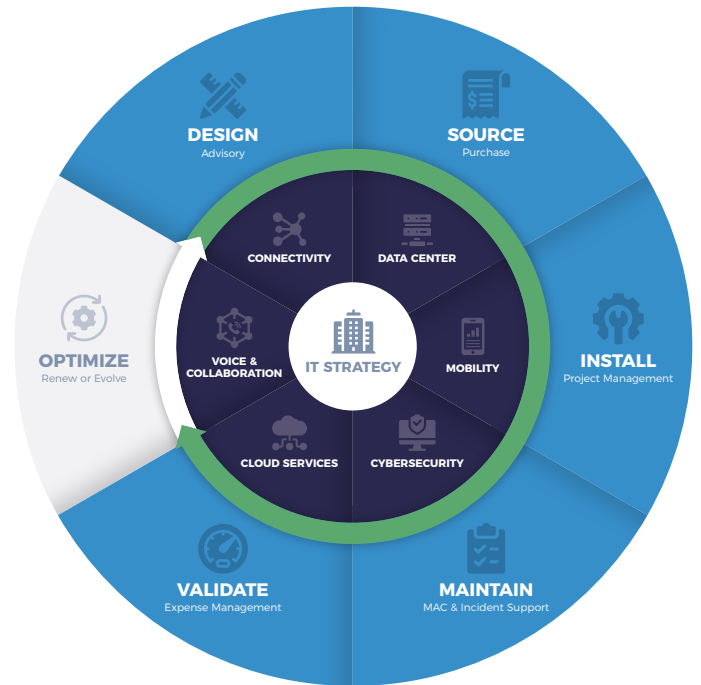 DESIGN
Advisory
SOURCE
Purchase
CONNECTIVITY
DATA CENTER
OPTIMIZE
Renew or Evolve
VOICE &
COLLABORATION
IT STRATEGY
MOBILITY
INSTALL
Project Management
CLOUD SERVICES
CYBERSECURITY
VALIDATE
Expense Management
MAINTAIN
MAC & Incident Support